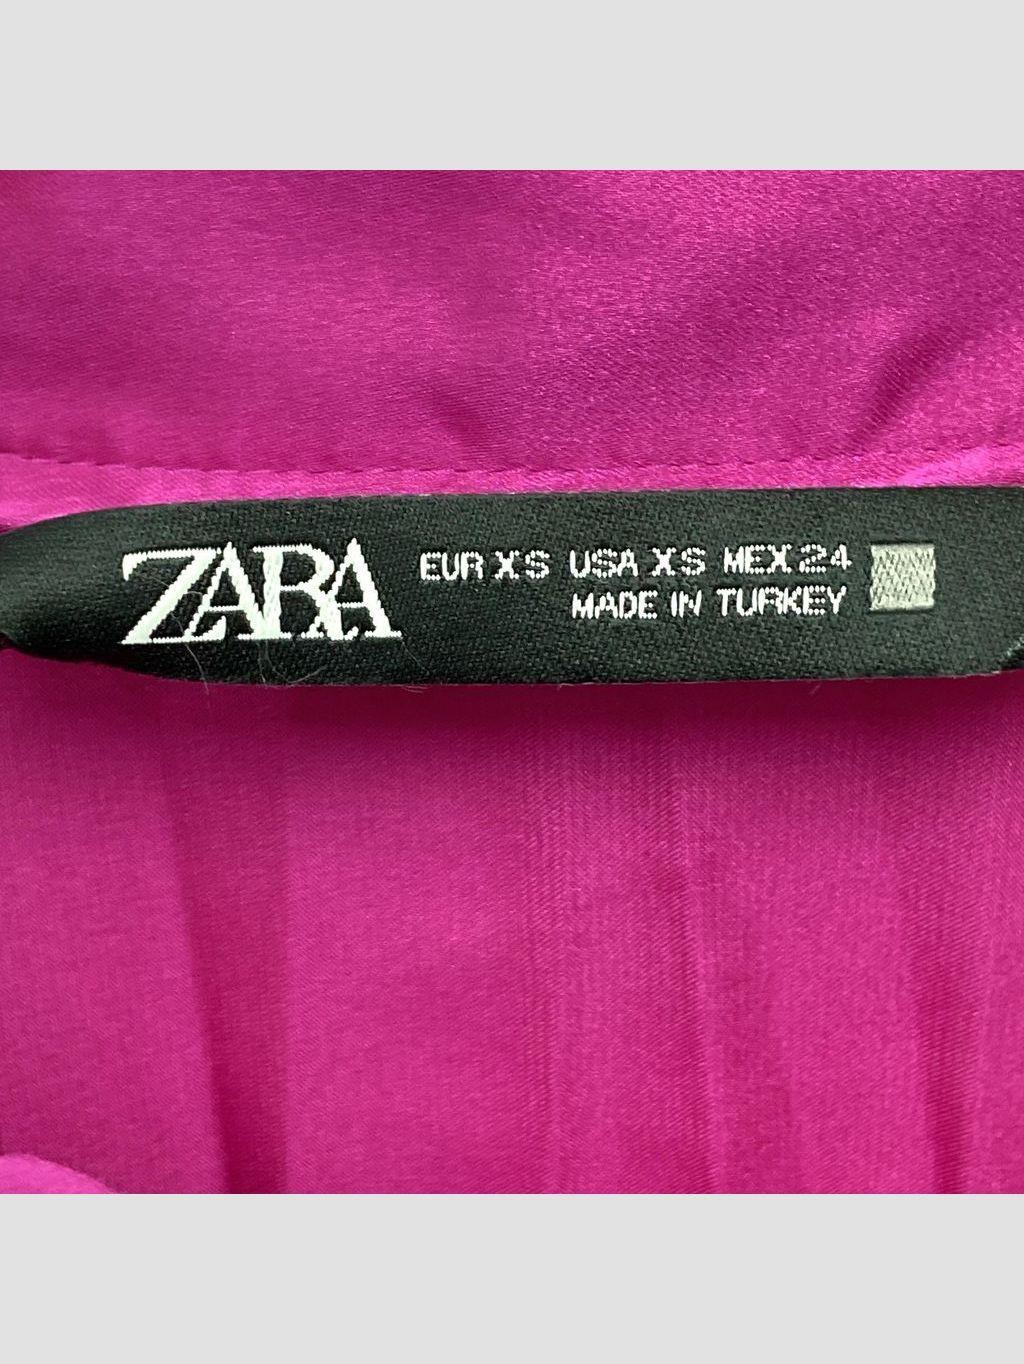 ZARA
EUR XS USA XS MEX 24
MADE IN TURKEY